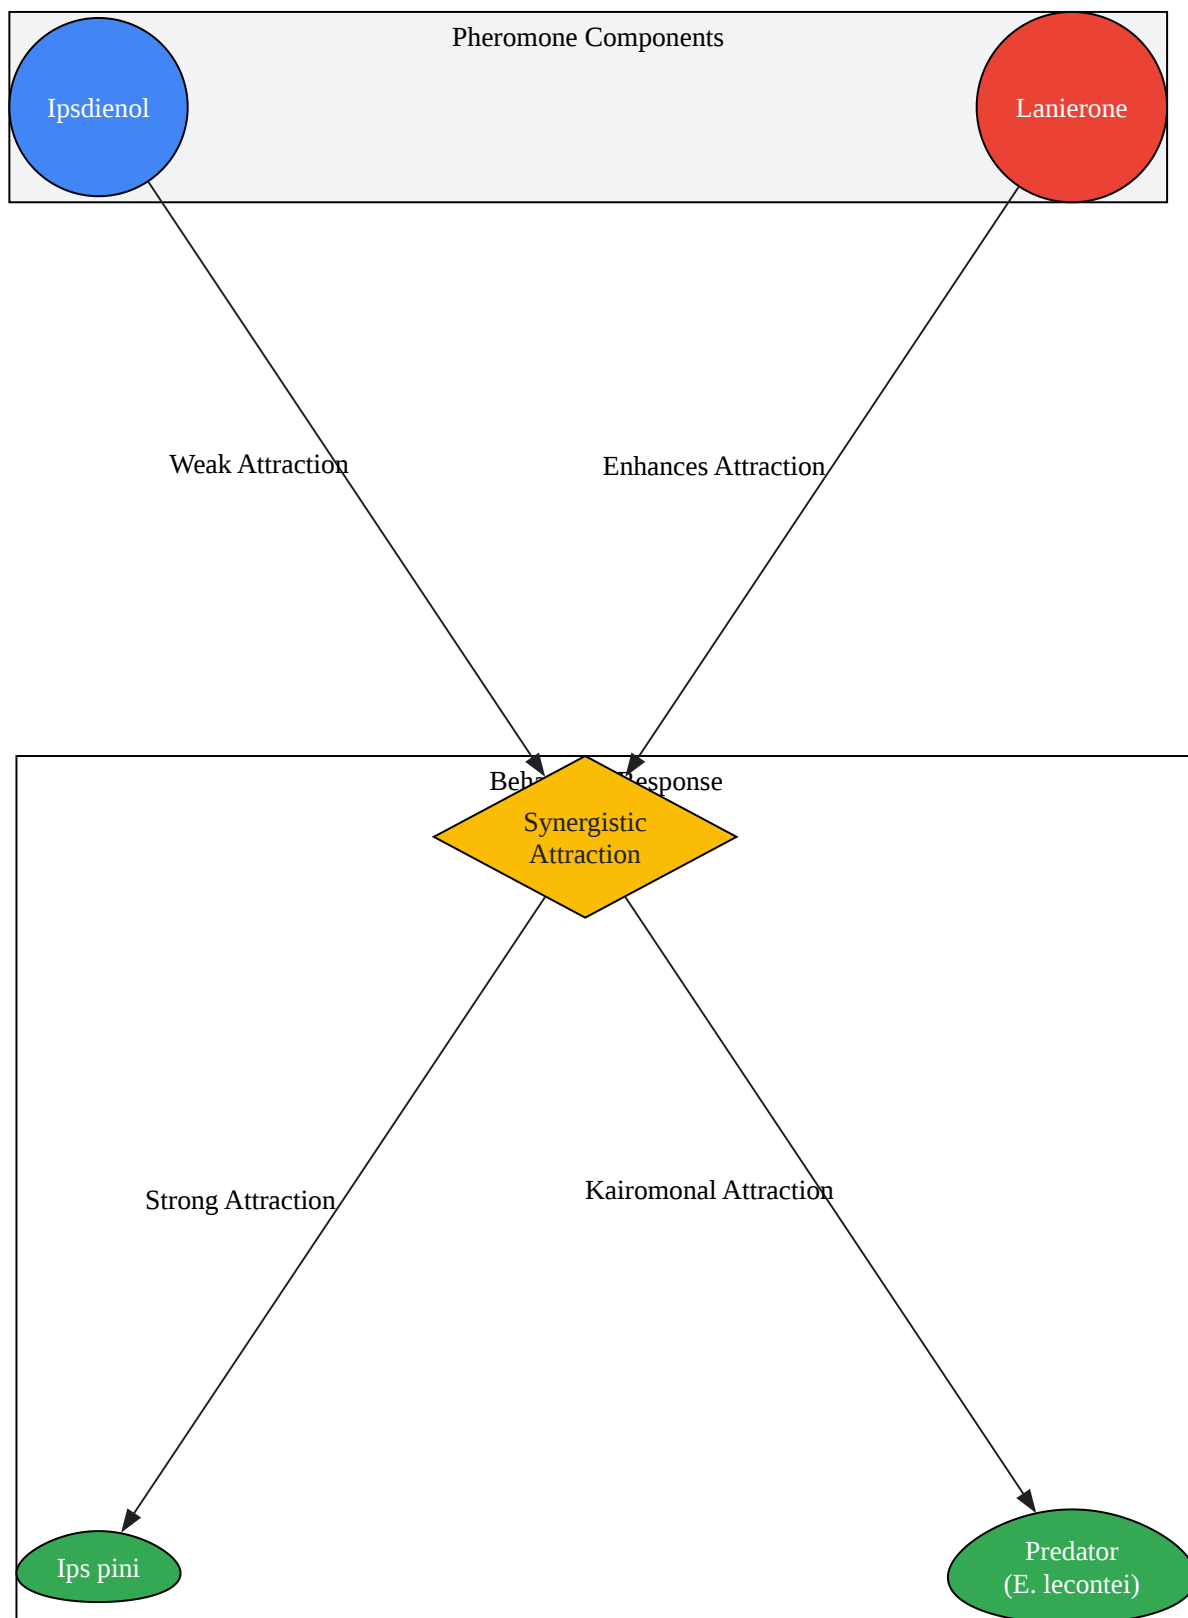 Pheromone Components
Ipsdienol
Lanierone
Weak Attraction
Enhances Attraction
Synergistic
Attraction
Strong Attraction
Kairomonal Attraction
Ips pini
Predator
(E. lecontei)